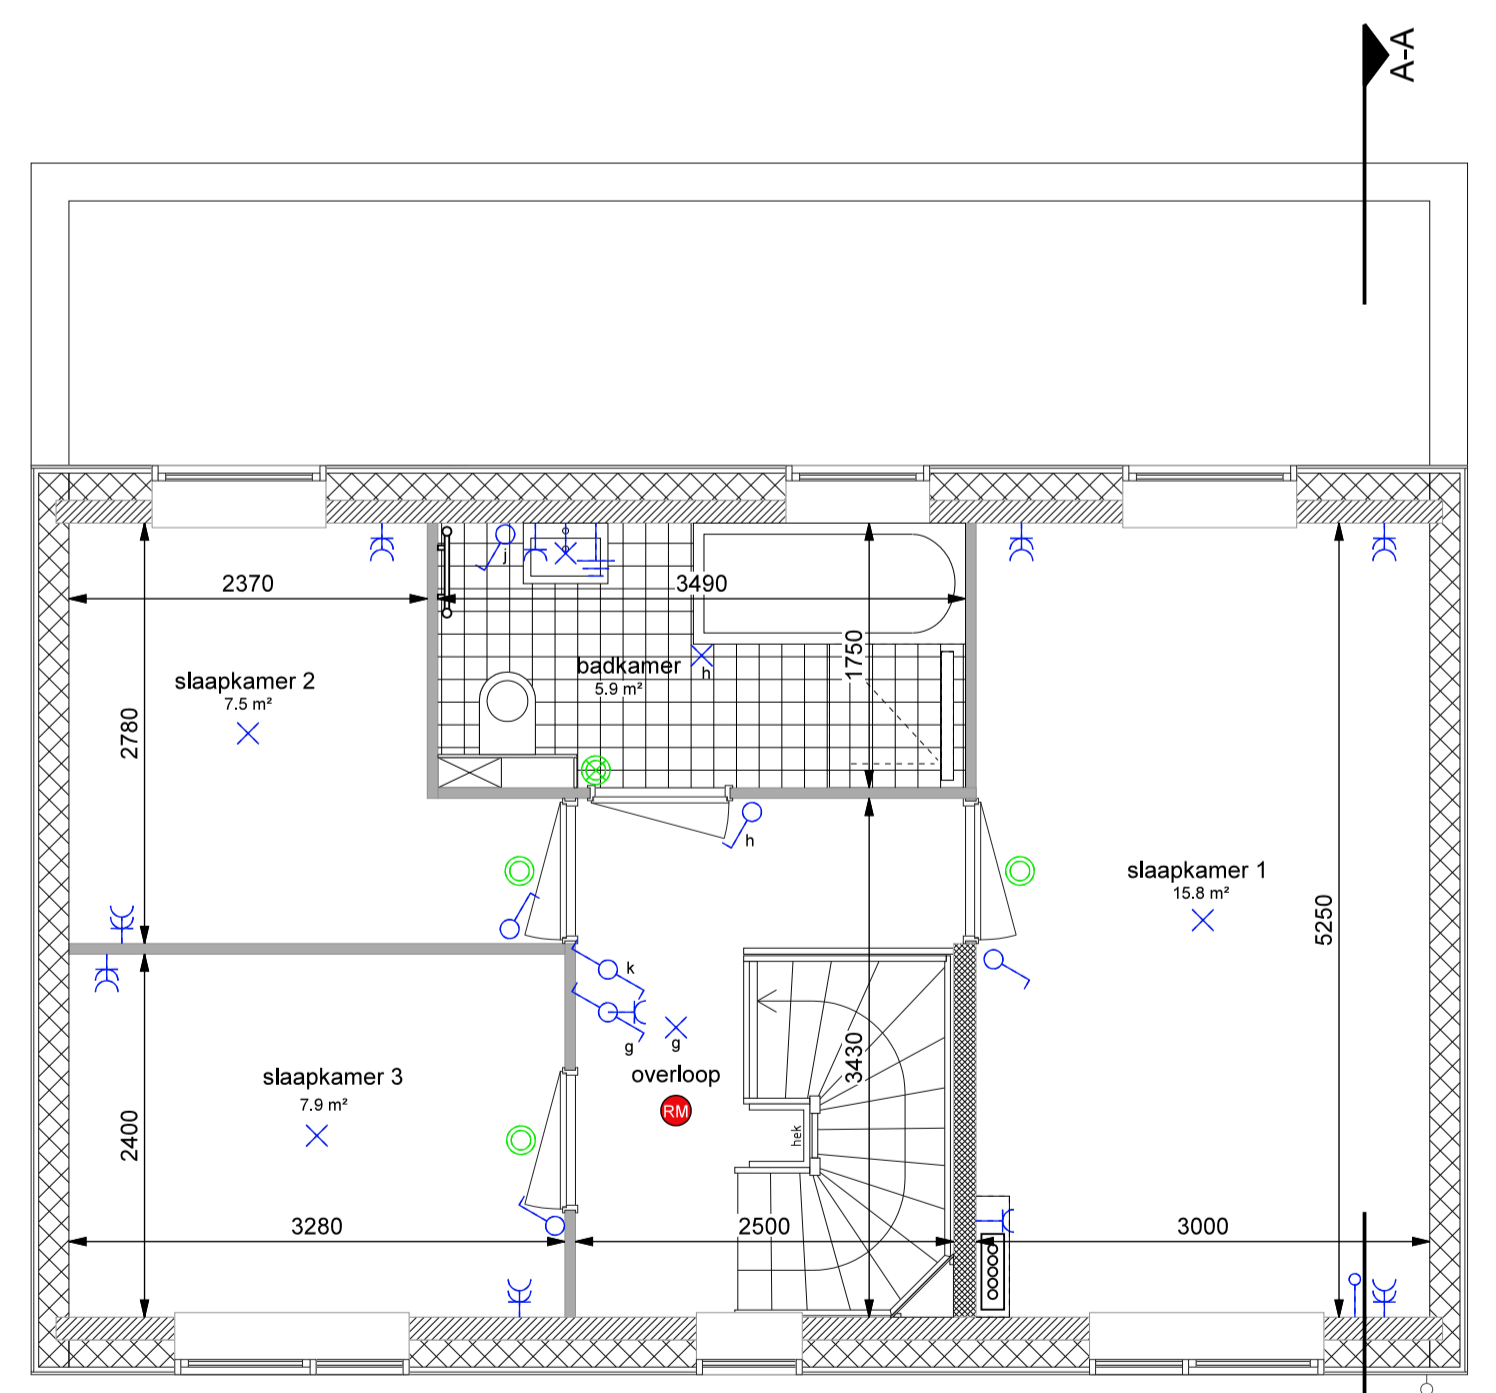 A-A
2370
3490
1750
2780
5250
slaapkamer 2
7.5 m²
badkamer
5.9 m²
j
h
h
slaapkamer 1
15.8 m²
k
g
g
overloop
RM
3430
hek
slaapkamer 3
7.9 m²
2400
3280
2500
3000